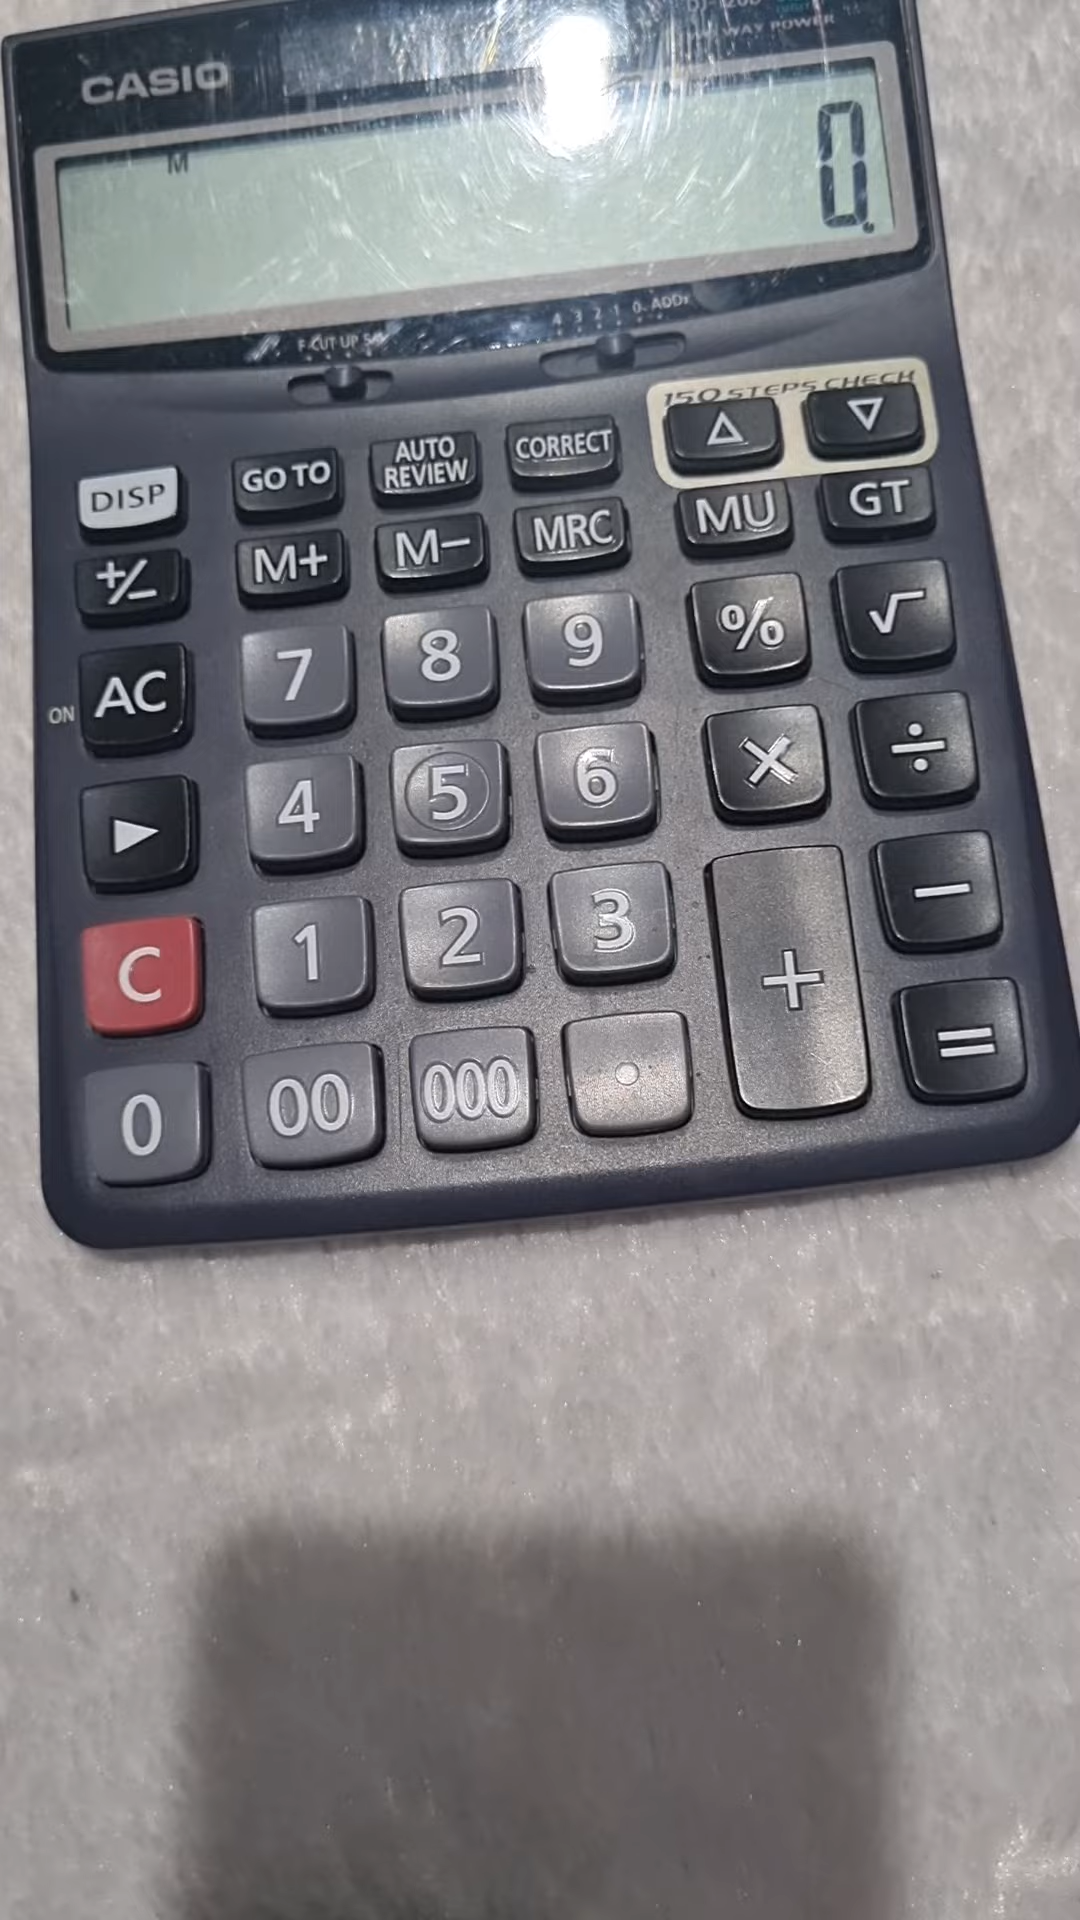 CASIO
WAY POWER
M
0.
F CUT UP 5/4
4 3 2 1 0 ADD₂
150 STEPS CHECK
△ ▽
DISP GO TO AUTO REVIEW CORRECT
MU GT
+/− M+ M− MRC
% √
ON AC 7 8 9
▶ 4 5 6 × ÷
C 1 2 3 + −
0 00 000 · =